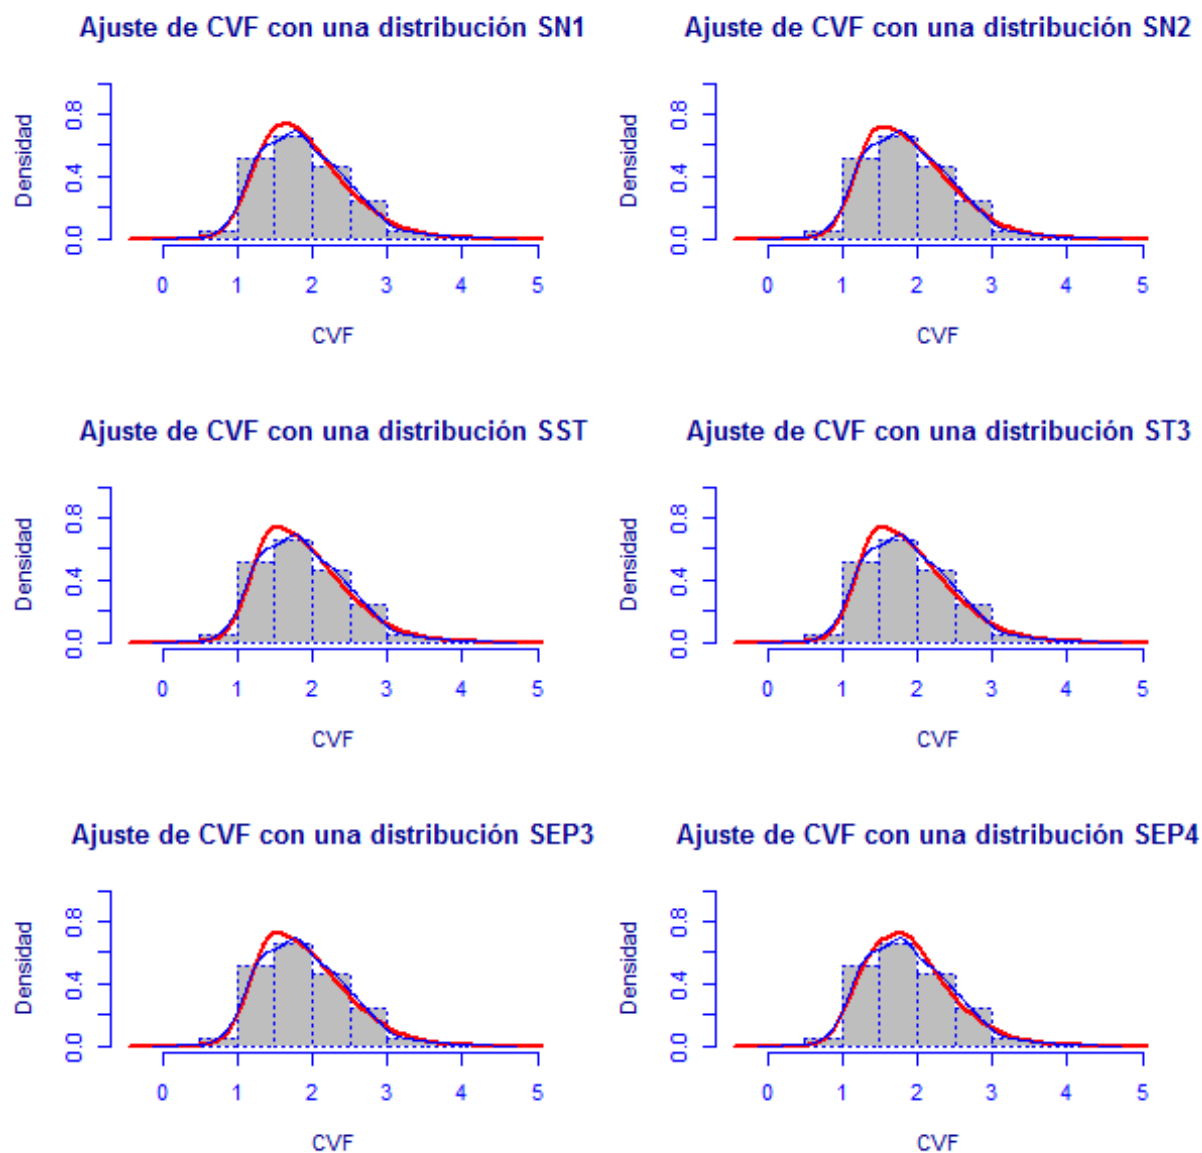 Ajuste de CVF con una distribución SN1
Densidad
0.0 0.4 0.8
0 1 2 3 4 5
CVF
Ajuste de CVF con una distribución SN2
Densidad
0.0 0.4 0.8
0 1 2 3 4 5
CVF
Ajuste de CVF con una distribución SST
Densidad
0.0 0.4 0.8
0 1 2 3 4 5
CVF
Ajuste de CVF con una distribución ST3
Densidad
0.0 0.4 0.8
0 1 2 3 4 5
CVF
Ajuste de CVF con una distribución SEP3
Densidad
0.0 0.4 0.8
0 1 2 3 4 5
CVF
Ajuste de CVF con una distribución SEP4
Densidad
0.0 0.4 0.8
0 1 2 3 4 5
CVF